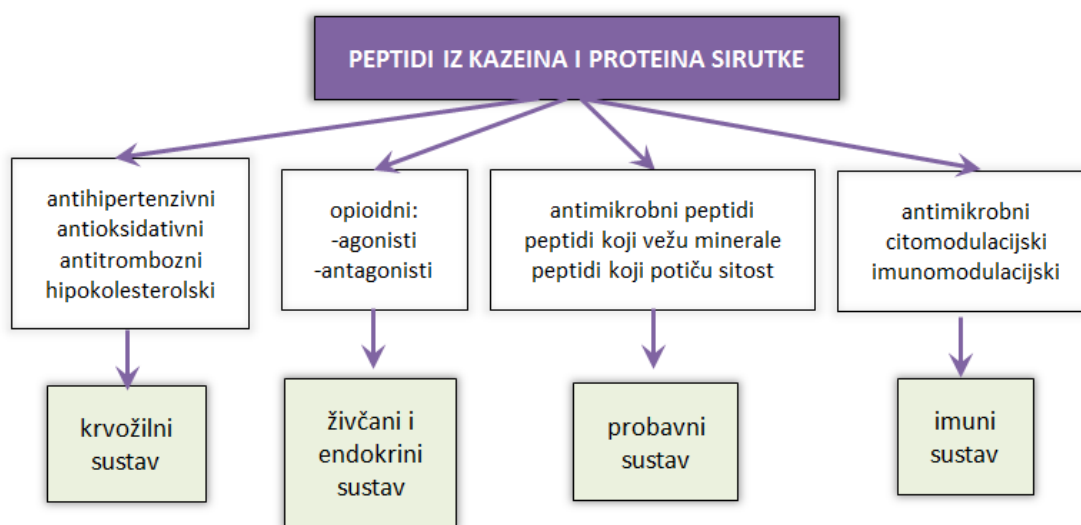 PEPTIDI IZ KAZEINA I PROTEINA SIRUTKE
antihipertenzivni
antioksidativni
antitrombozni
hipokolesterolski
opioidni:
-agonisti
-antagonisti
antimikrobni peptidi
peptidi koji vežu minerale
peptidi koji potiču sitost
antimikrobni
citomodulacijski
imunomodulacijski
krvožilni
sustav
živčani i
endokrini
sustav
probavni
sustav
imuni
sustav